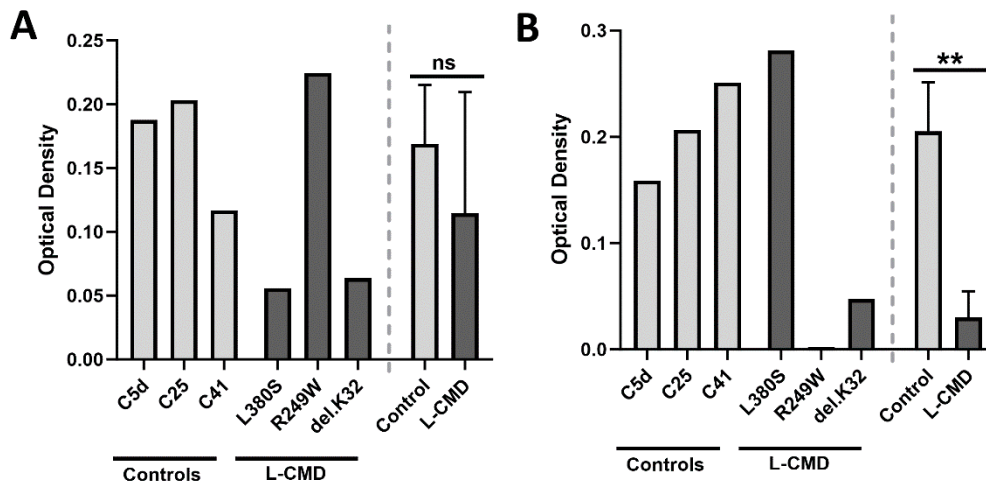 A
Optical Density
0.25
0.20
0.15
0.10
0.05
0.00
ns
C5d
C25
C41
L380S
R249W
del.K32
Control
L-CMD
Controls
L-CMD
B
Optical Density
0.3
0.2
0.1
0.0
**
C5d
C25
C41
L380S
R249W
del.K32
Control
L-CMD
Controls
L-CMD